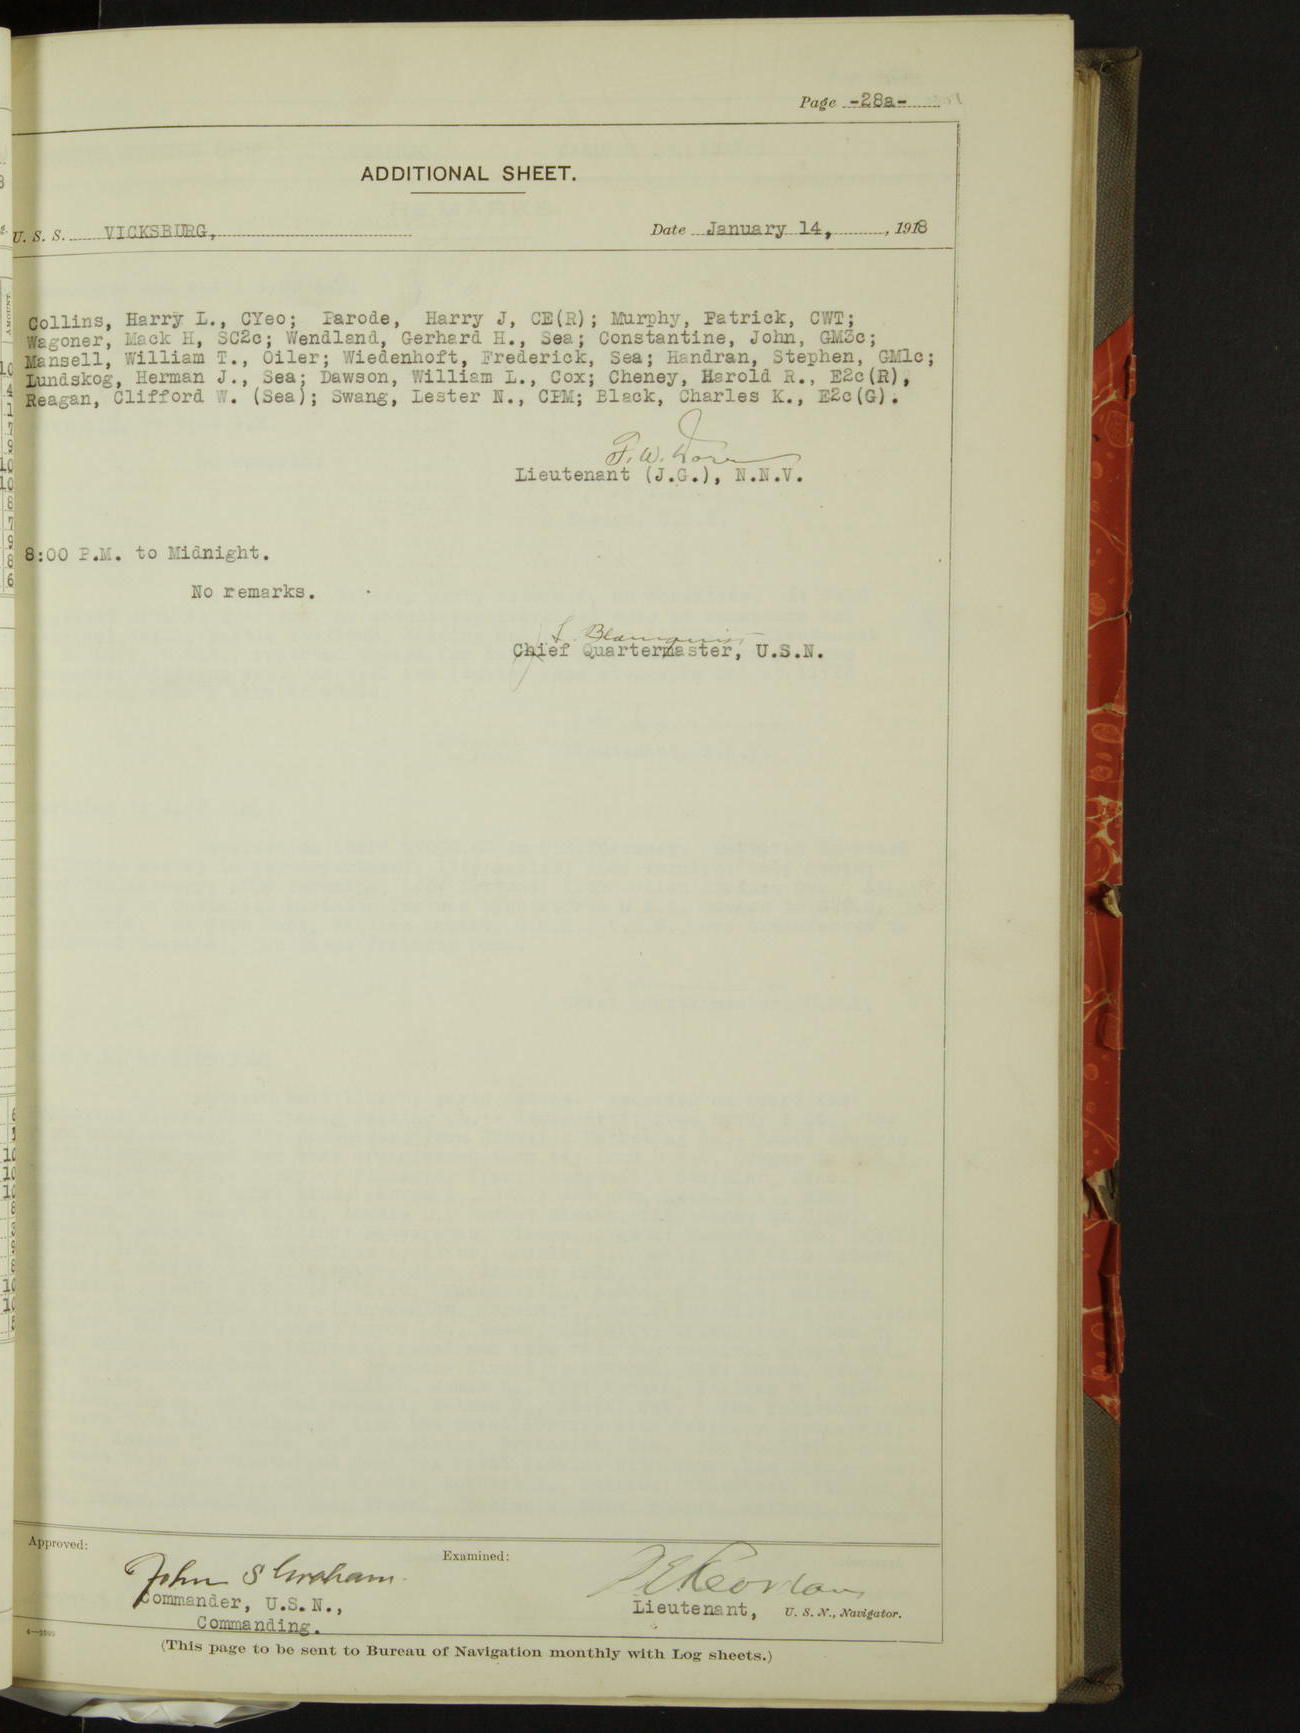 Page -28a-
ADDITIONAL SHEET.
U. S. S. VICKSBURG, Date January 14, , 1918
Collins, Harry L., CYeo; Parode, Harry J, CE(R); Murphy, Patrick, CWT;
Wagoner, Mack H, SC2c; Wendland, Gerhard H., Sea; Constantine, John, GM3c;
Mansell, William T., Oiler; Wiedenhoft, Frederick, Sea; Handran, Stephen, GM1c;
Lundskog, Herman J., Sea; Dawson, William L., Cox; Cheney, Harold R., E2c(R),
Reagan, Clifford W. (Sea); Swang, Lester N., CPM; Black, Charles K., E2c(G).
F. W.
Lieutenant (J.G.), N.N.V.
8:00 P.M. to Midnight.
No remarks.
Chief Quartermaster, U.S.N.
Approved:
John S Graham
Commander, U.S.N.,
Commanding.
Examined:
Lieutenant, U. S. N., Navigator.
(This page to be sent to Bureau of Navigation monthly with Log sheets.)